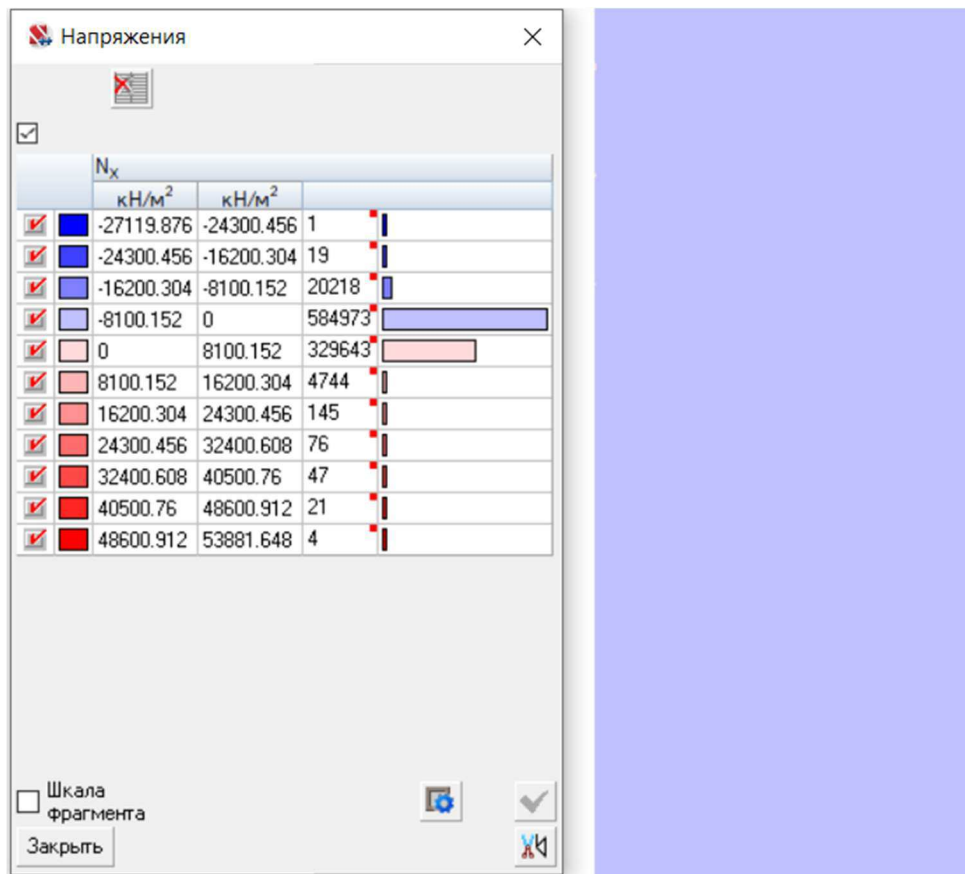 Напряжения
Nx
кН/м² кН/м²
-27119.876 -24300.456 1
-24300.456 -16200.304 19
-16200.304 -8100.152 20218
-8100.152 0 584973
0 8100.152 329643
8100.152 16200.304 4744
16200.304 24300.456 145
24300.456 32400.608 76
32400.608 40500.76 47
40500.76 48600.912 21
48600.912 53881.648 4
Шкала
фрагмента
Закрыть